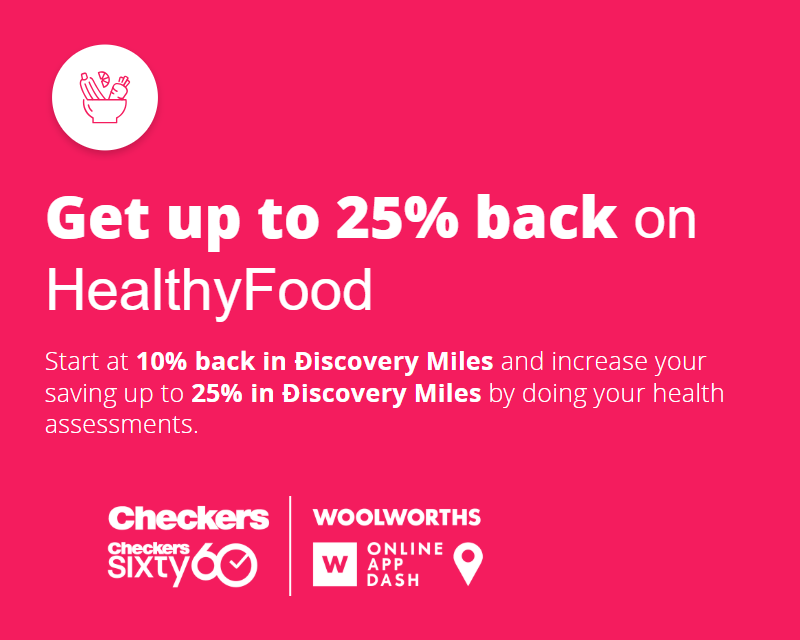 Get up to 25% back on
HealthyFood
Start at 10% back in Ðiscovery Miles and increase your
saving up to 25% in Ðiscovery Miles by doing your health
assessments.
Checkers
Checkers
SIXTY60
WOOLWORTHS
W
ONLINE
APP
DASH